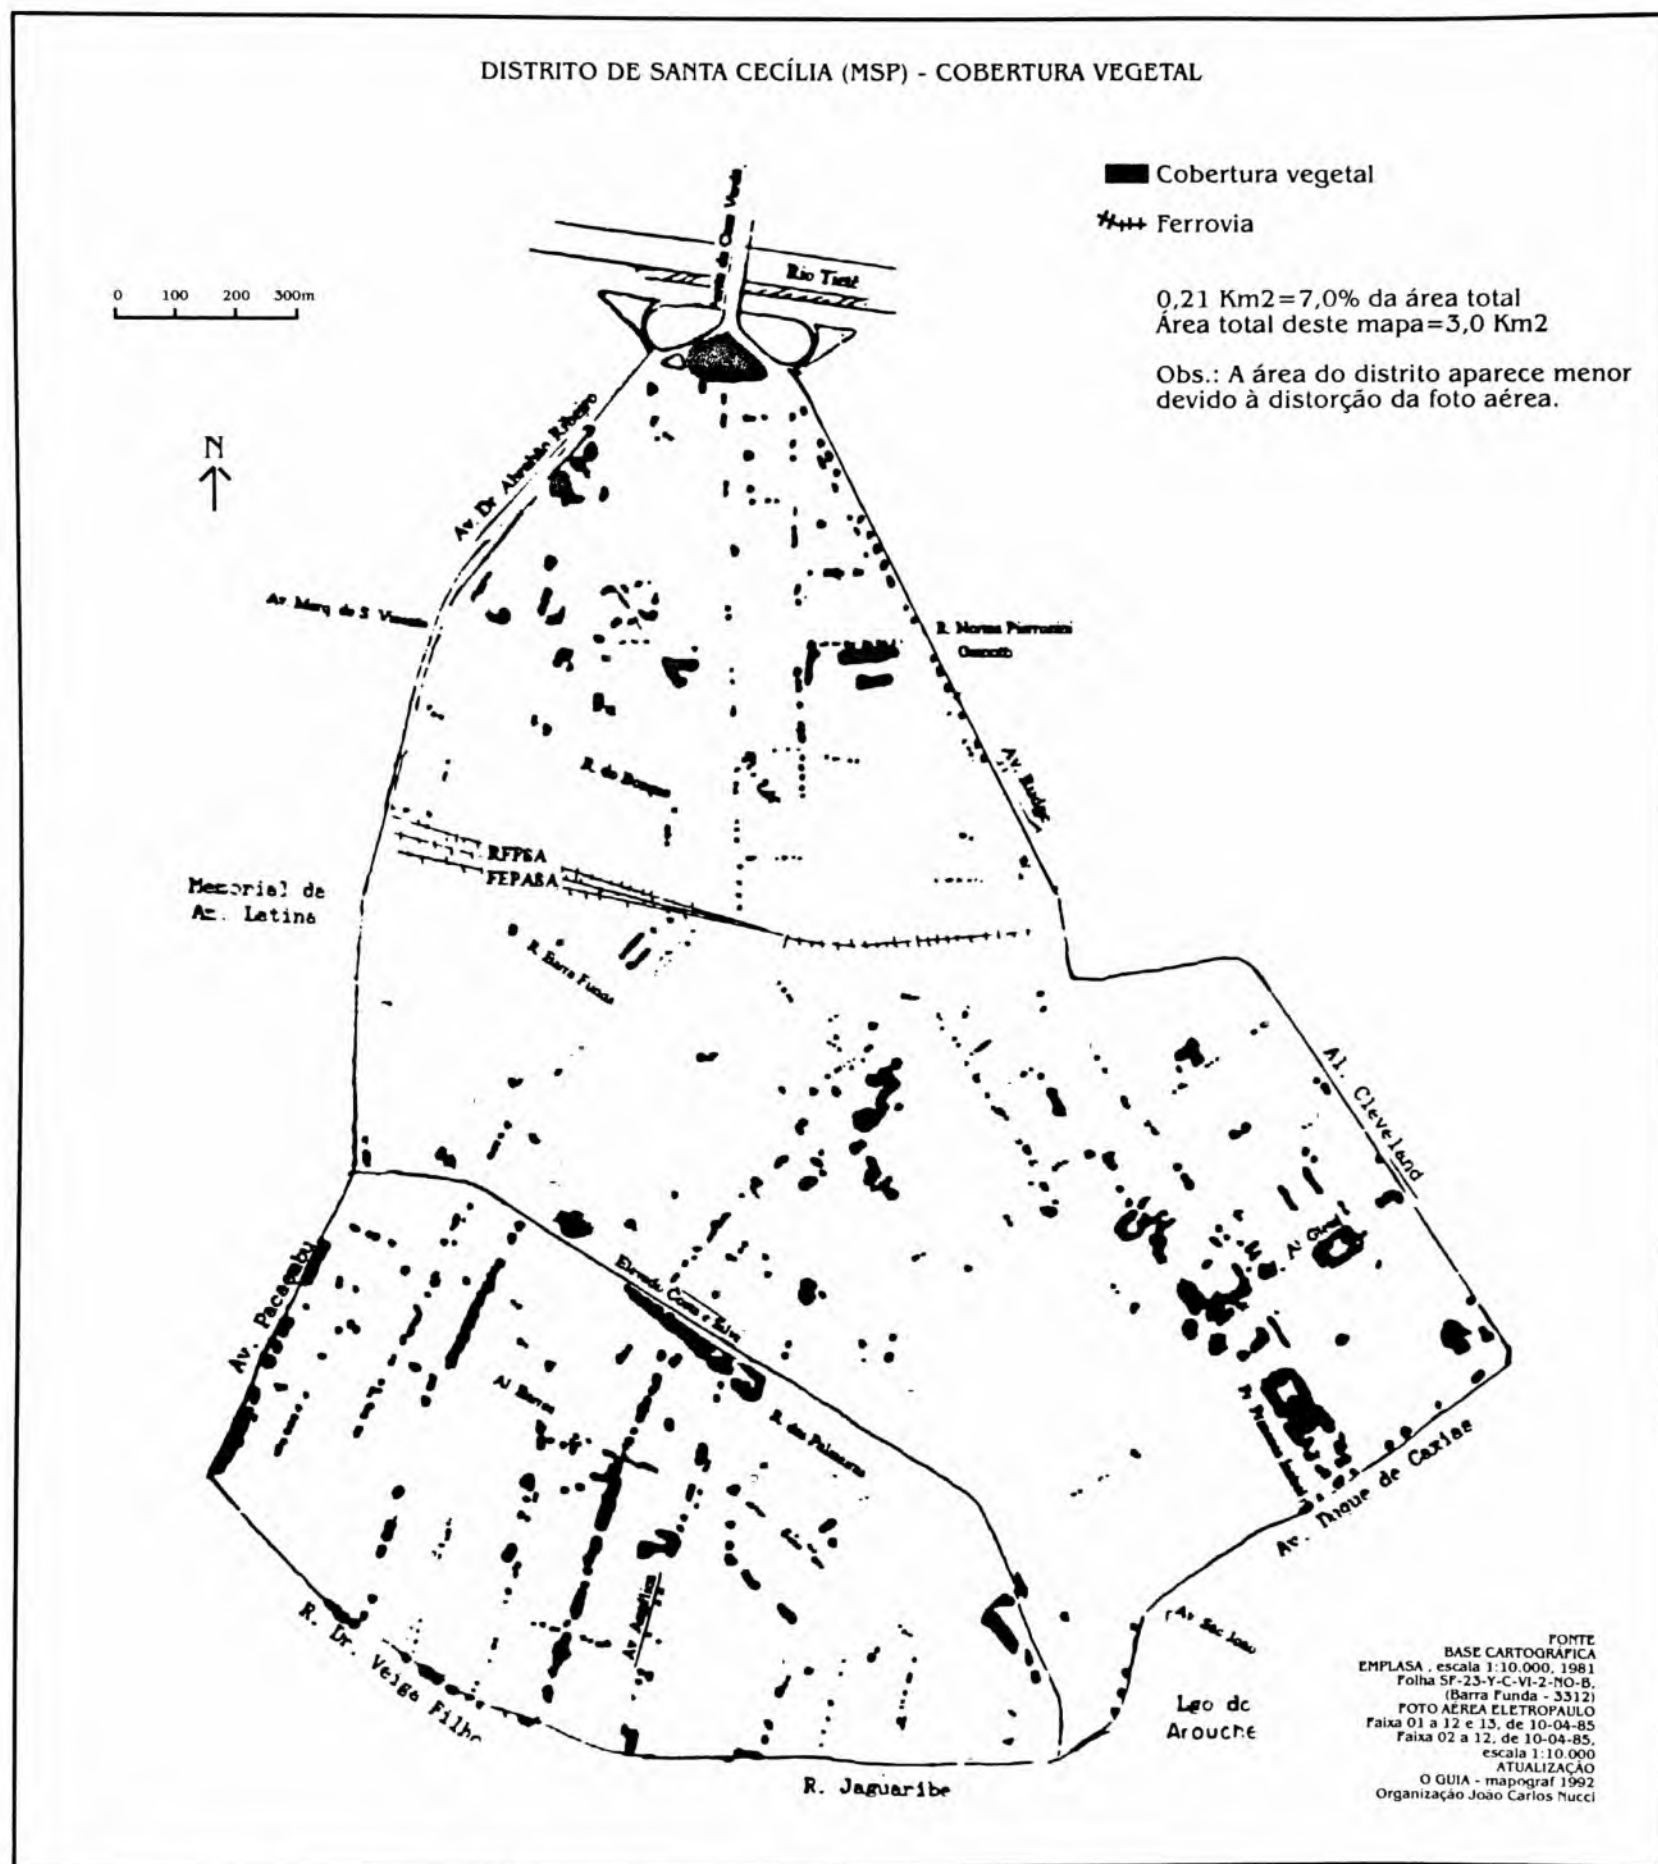 DISTRITO DE SANTA CECÍLIA (MSP) - COBERTURA VEGETAL
Cobertura vegetal
Ferrovia
0,21 Km2=7,0% da área total
Área total deste mapa=3,0 Km2
Obs.: A área do distrito aparece menor
devido à distorção da foto aérea.
0 100 200 300m
N
Rio Tietê
Av. Dr Abrahão Ribeiro
Av. Marq de S. Vicente
R. Norma Pierruccini
R. do Bosque
Av. Rudge
RFFSA
FEPASA
Memorial da
Am. Latina
R. Barra Funda
Al. Cleveland
Av. Pacaembu
Elevado Costa e Silva
Al Barros
R. das Palmeiras
Av. Duque de Caxias
Av Angélica
R. Dr. Veiga Filho
Av. São João
Lgo do
Arouche
R. Jaguaribe
FONTE
BASE CARTOGRÁFICA
EMPLASA , escala 1:10.000, 1981
Folha SF-23-Y-C-VI-2-NO-B,
(Barra Funda - 3312)
FOTO AÉREA ELETROPAULO
Faixa 01 a 12 e 13, de 10-04-85
Faixa 02 a 12, de 10-04-85,
escala 1:10.000
ATUALIZAÇÃO
O GUIA - mapograf 1992
Organização João Carlos Nucci